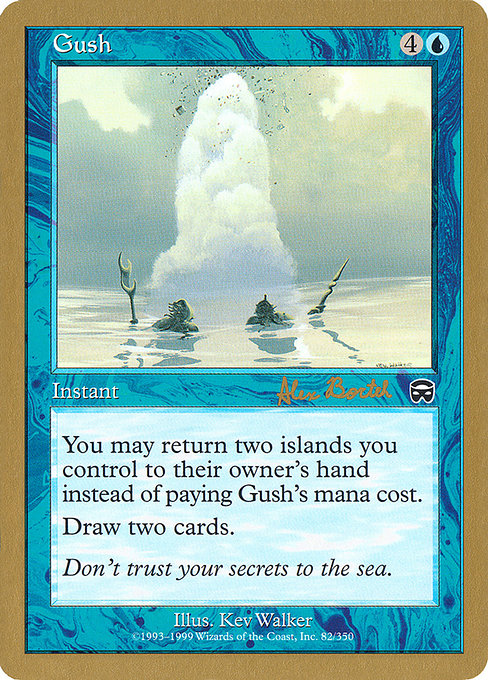 Gush 4
Instant
Alex Borteh
You may return two islands you
control to their owner's hand
instead of paying Gush's mana cost.
Draw two cards.
Don't trust your secrets to the sea.
Illus. Kev Walker
©1993-1999 Wizards of the Coast, Inc. 82/350